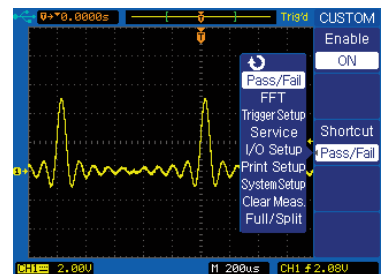 0.0000s Trig'd CUSTOM
Enable
ON
Pass/Fail
FFT
Trigger Setup
Service
Shortcut
I/O Setup
Pass/Fail
Print Setup
System Setup
Clear Meas.
Full/Split
CH1 2.00V M 200us CH1 2.08V